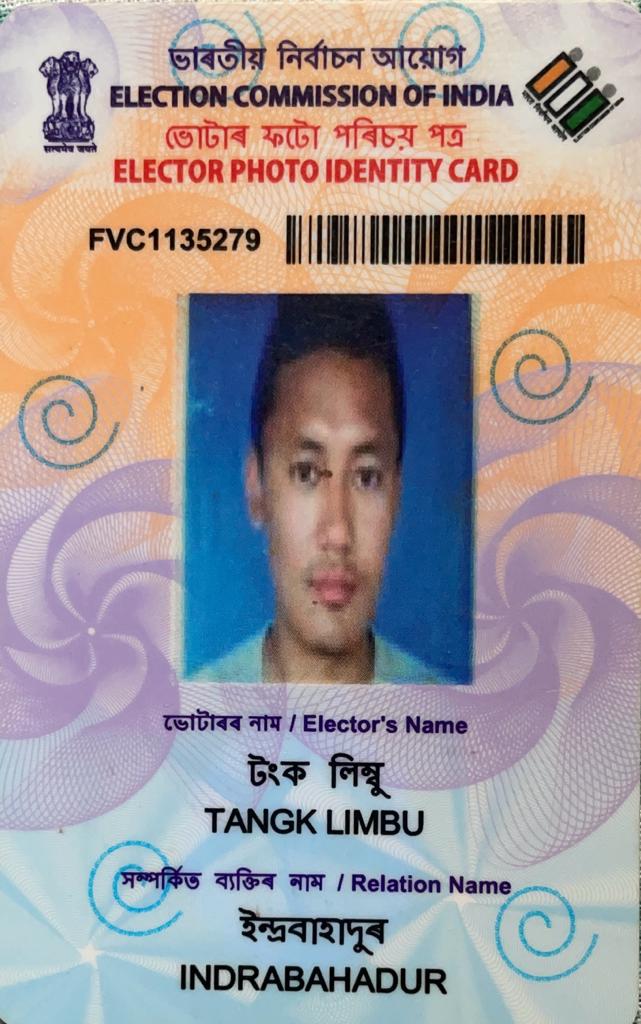 ভাৰতীয় নিৰ্বাচন আয়োগ
ELECTION COMMISSION OF INDIA
ভোটাৰ ফটো পৰিচয় পত্ৰ
ELECTOR PHOTO IDENTITY CARD
सत्यमेव जयते
FVC1135279
ভোটাৰৰ নাম / Elector's Name
টংক লিম্বু
TANGK LIMBU
সম্পৰ্কিত ব্যক্তিৰ নাম / Relation Name
ইন্দ্ৰবাহাদুৰ
INDRABAHADUR